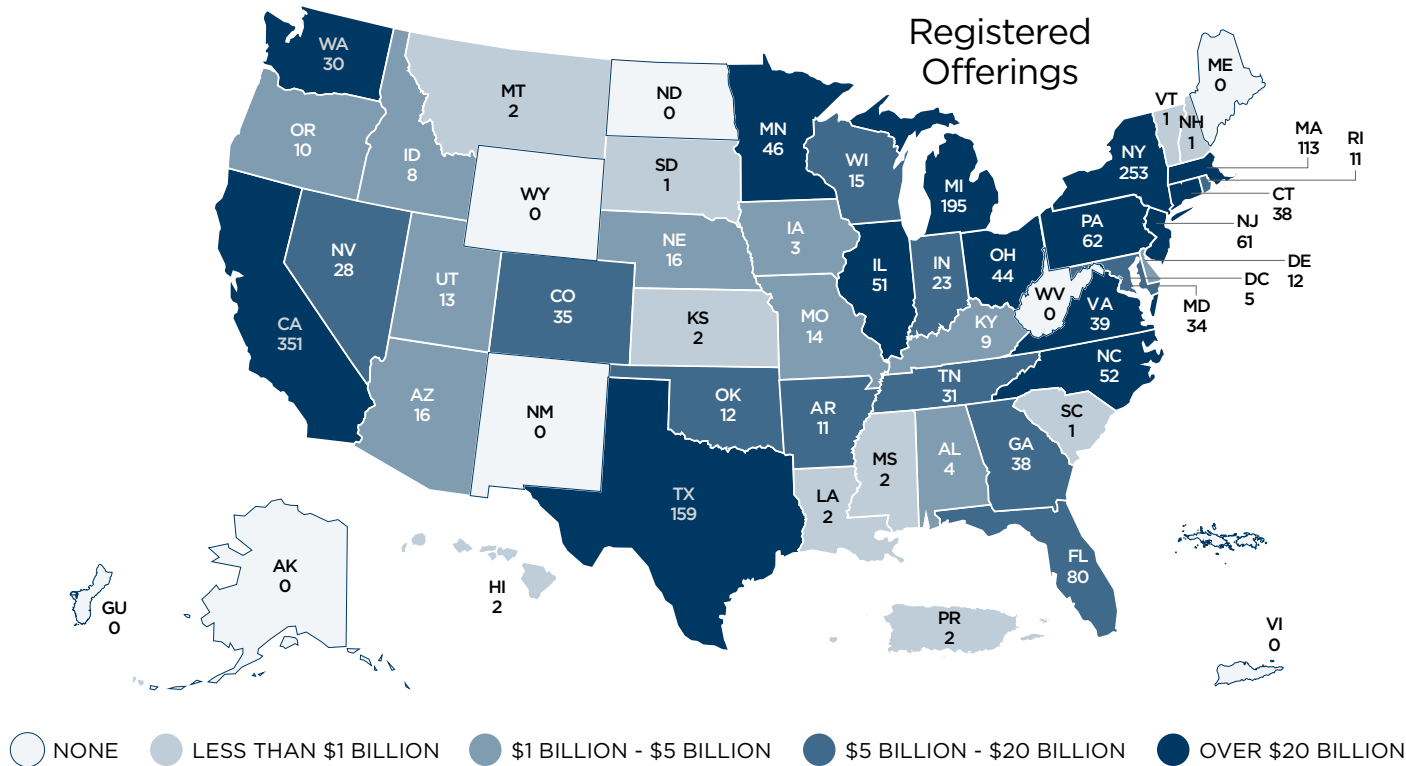 Registered
Offerings
WA
30
MT
2
ND
0
MN
46
OR
10
ID
8
SD
1
WI
15
MI
195
VT
1
NH
1
ME
0
NY
253
MA
113
RI
11
CT
38
NJ
61
DE
12
DC
5
MD
34
WY
0
NV
28
UT
13
NE
16
IA
3
IL
51
IN
23
OH
44
PA
62
WV
0
VA
39
CA
351
CO
35
KS
2
MO
14
KY
9
NC
52
AZ
16
NM
0
OK
12
AR
11
TN
31
SC
1
TX
159
LA
2
MS
2
AL
4
GA
38
FL
80
AK
0
GU
0
HI
2
PR
2
VI
0
NONE
LESS THAN $1 BILLION
$1 BILLION - $5 BILLION
$5 BILLION - $20 BILLION
OVER $20 BILLION